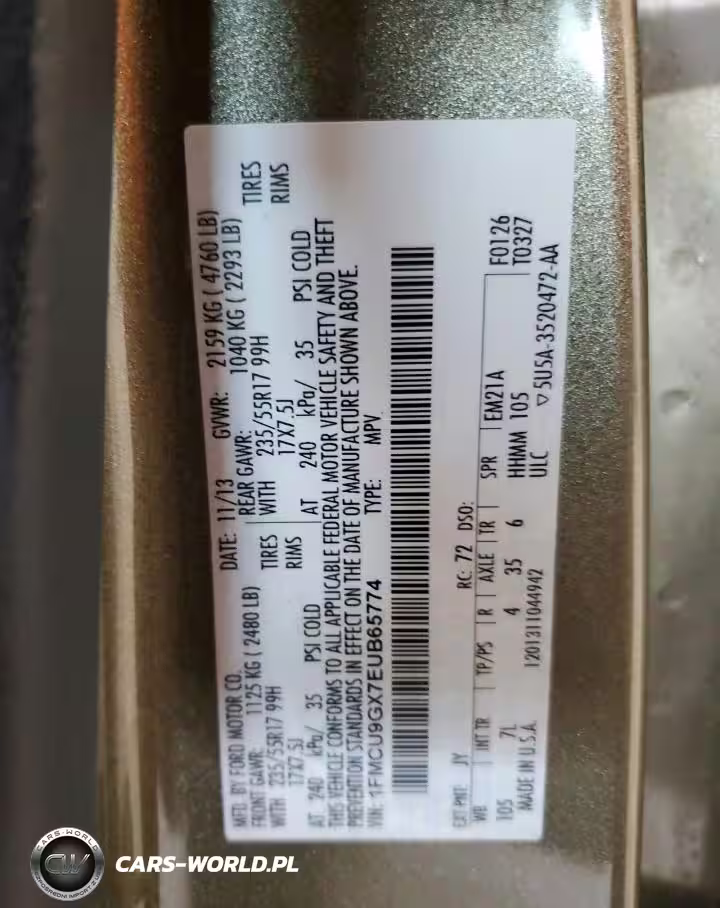 MFD. BY FORD MOTOR CO.
DATE: 11/13 GVWR: 2159 KG ( 4760 LB)
FRONT GAWR: 1125 KG ( 2480 LB) REAR GAWR: 1040 KG ( 2293 LB)
WITH 235/55R17 99H TIRES WITH 235/55R17 99H TIRES
17X7.5J RIMS 17X7.5J RIMS
AT 240 kPa/ 35 PSI COLD AT 240 kPa/ 35 PSI COLD
THIS VEHICLE CONFORMS TO ALL APPLICABLE FEDERAL MOTOR VEHICLE SAFETY AND THEFT
PREVENTION STANDARDS IN EFFECT ON THE DATE OF MANUFACTURE SHOWN ABOVE.
VIN: 1FMCU9GX7EUB65774 TYPE: MPV
EXT PNT: JY RC: 72 DSO:
WB INT TR TP/PS R AXLE TR SPR EM21A F0126
105 7L 4 35 6 HHMM 105 T0327
MADE IN U.S.A. 1201311044942 ULC ▽5U5A-3520472-AA
CARS-WORLD
CW
CARS-WORLD.PL